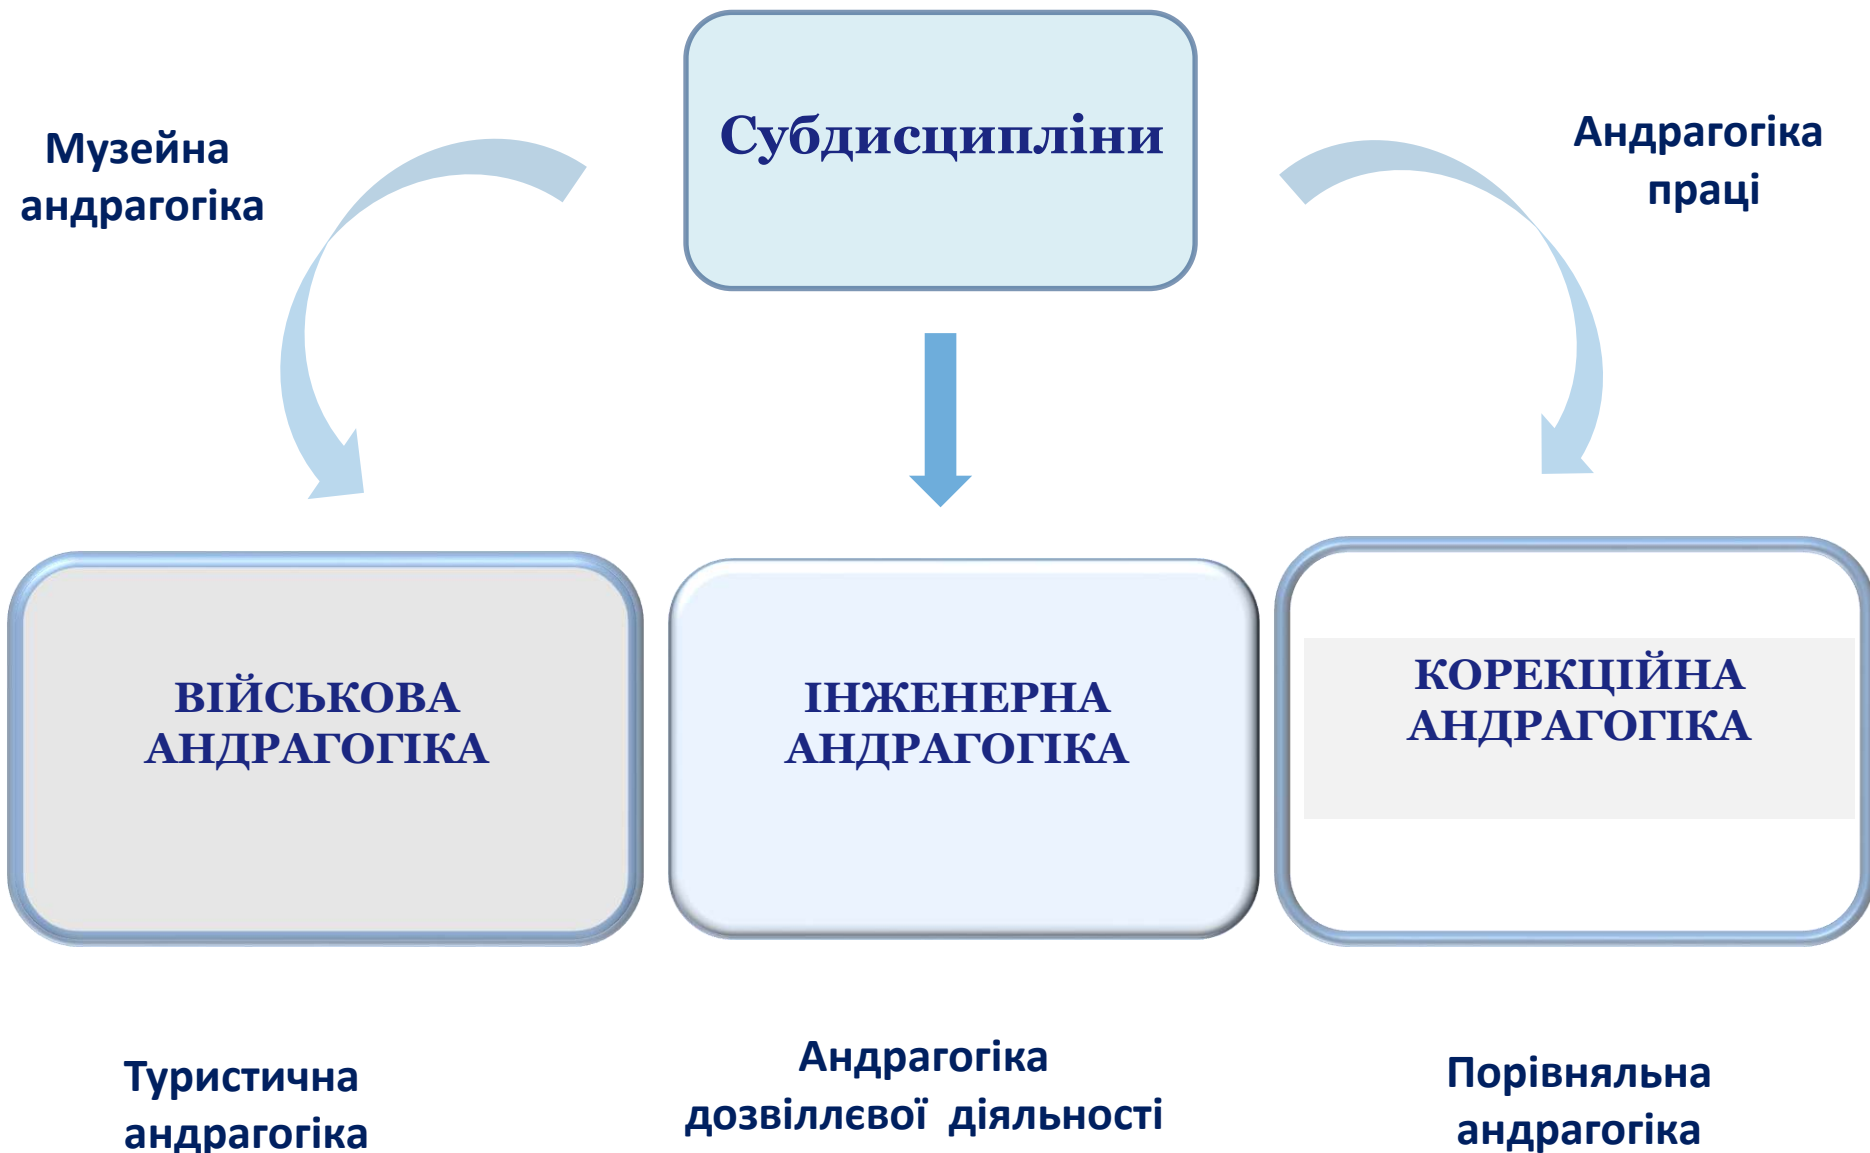 Субдисципліни
Музейна
андрагогіка
Андрагогіка
праці
ВІЙСЬКОВА
АНДРАГОГІКА
ІНЖЕНЕРНА
АНДРАГОГІКА
КОРЕКЦІЙНА
АНДРАГОГІКА
Туристична
андрагогіка
Андрагогіка
дозвіллєвої діяльності
Порівняльна
андрагогіка